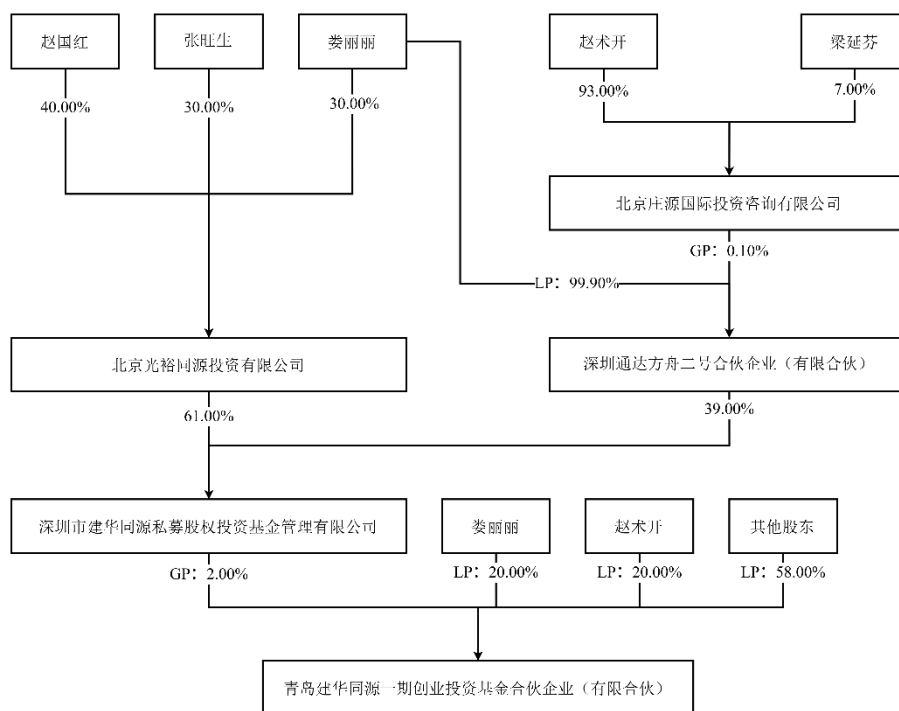 赵国红
张旺生
娄丽丽
赵术开
梁延芬
40.00%
30.00%
30.00%
93.00%
7.00%
北京庄源国际投资咨询有限公司
GP：0.10%
LP：99.90%
北京光裕同源投资有限公司
深圳通达方舟二号合伙企业（有限合伙）
61.00%
39.00%
深圳市建华同源私募股权投资基金管理有限公司
娄丽丽
赵术开
其他股东
GP：2.00%
LP：20.00%
LP：20.00%
LP：58.00%
青岛建华同源一期创业投资基金合伙企业（有限合伙）